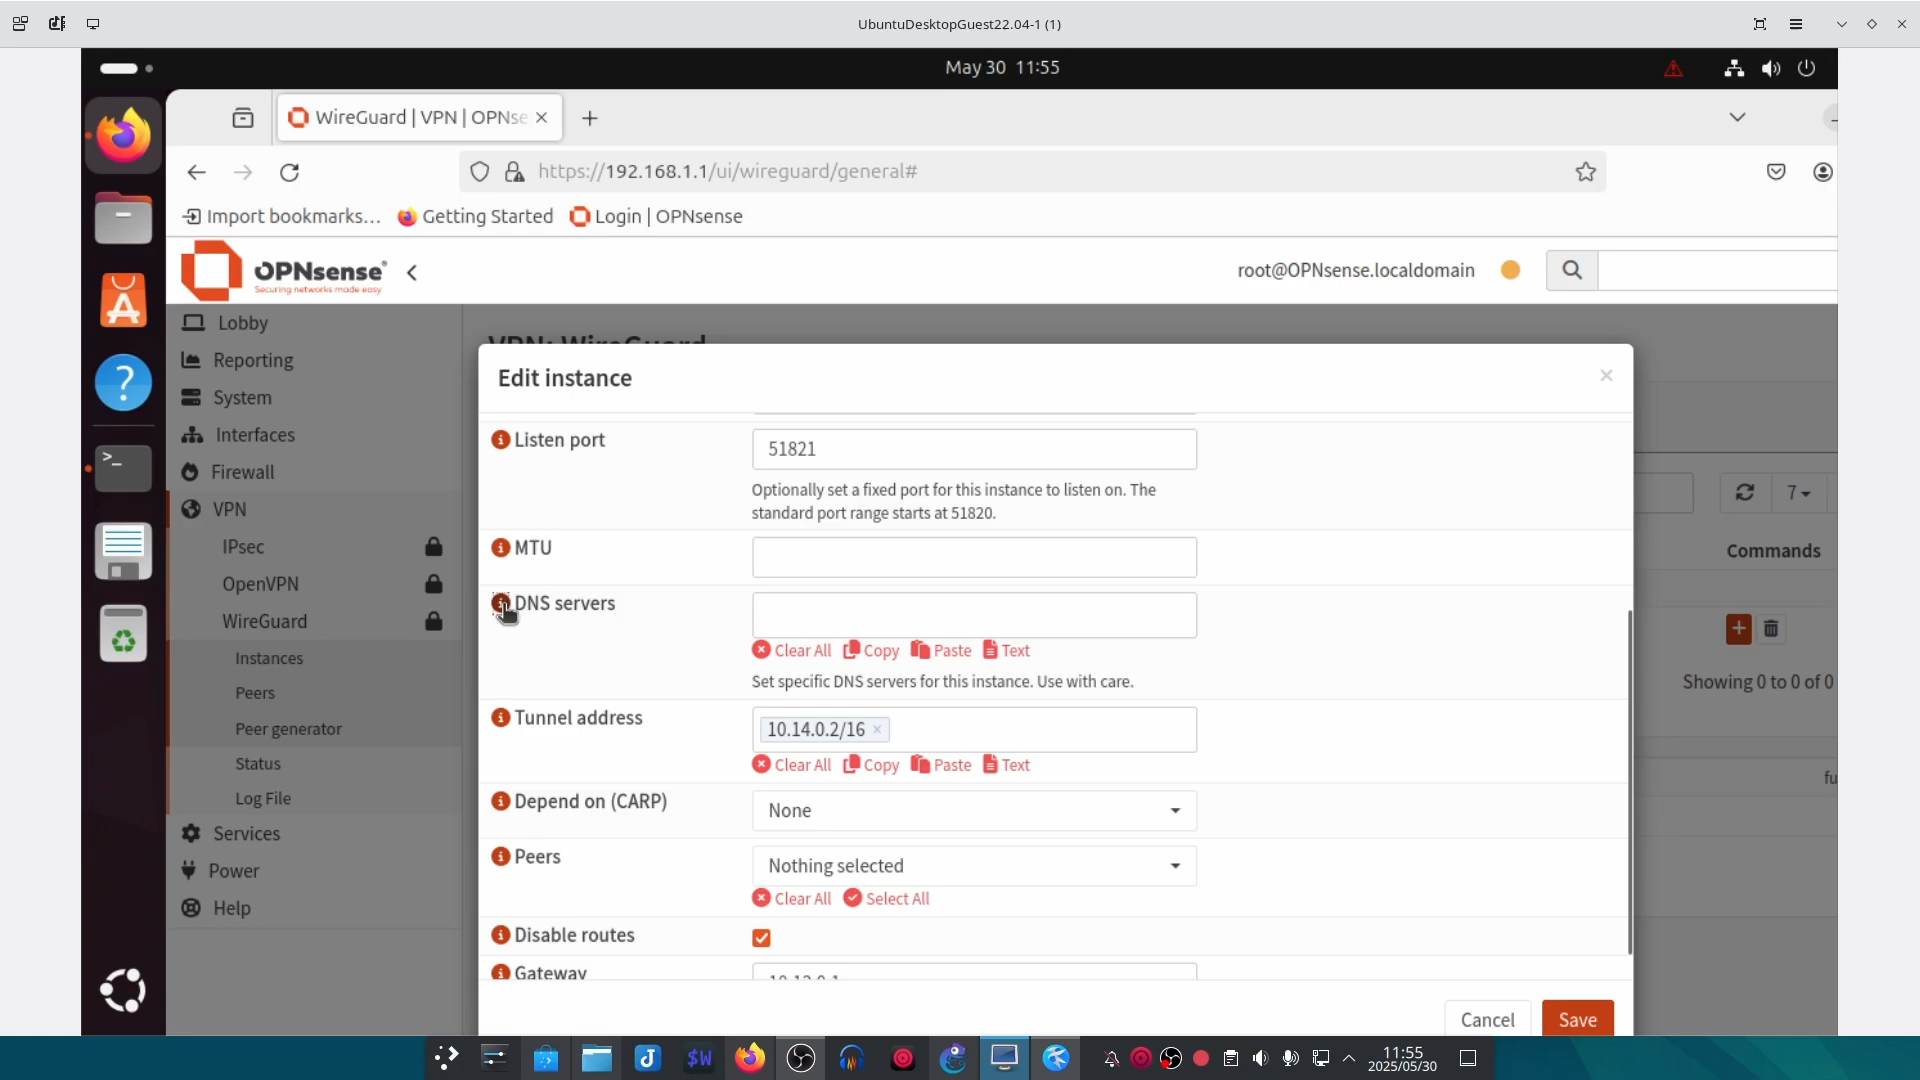 UbuntuDesktopGuest22.04-1 (1)
May 30 11:55
WireGuard | VPN | OPNse
https://192.168.1.1/ui/wireguard/general#
Import bookmarks...
Getting Started
Login | OPNsense
OPNsense
Securing networks made easy
root@OPNsense.localdomain
Lobby
Reporting
System
Interfaces
Firewall
VPN
IPsec
OpenVPN
WireGuard
Instances
Peers
Peer generator
Status
Log File
Services
Power
Help
VPN: WireGuard
Edit instance
Listen port
51821
Optionally set a fixed port for this instance to listen on. The
standard port range starts at 51820.
MTU
DNS servers
Clear All Copy Paste Text
Set specific DNS servers for this instance. Use with care.
Tunnel address
10.14.0.2/16
Clear All Copy Paste Text
Depend on (CARP)
None
Peers
Nothing selected
Clear All Select All
Disable routes
Gateway
Cancel
Save
7
Commands
Showing 0 to 0 of 0
fu
$W
11:55
2025/05/30